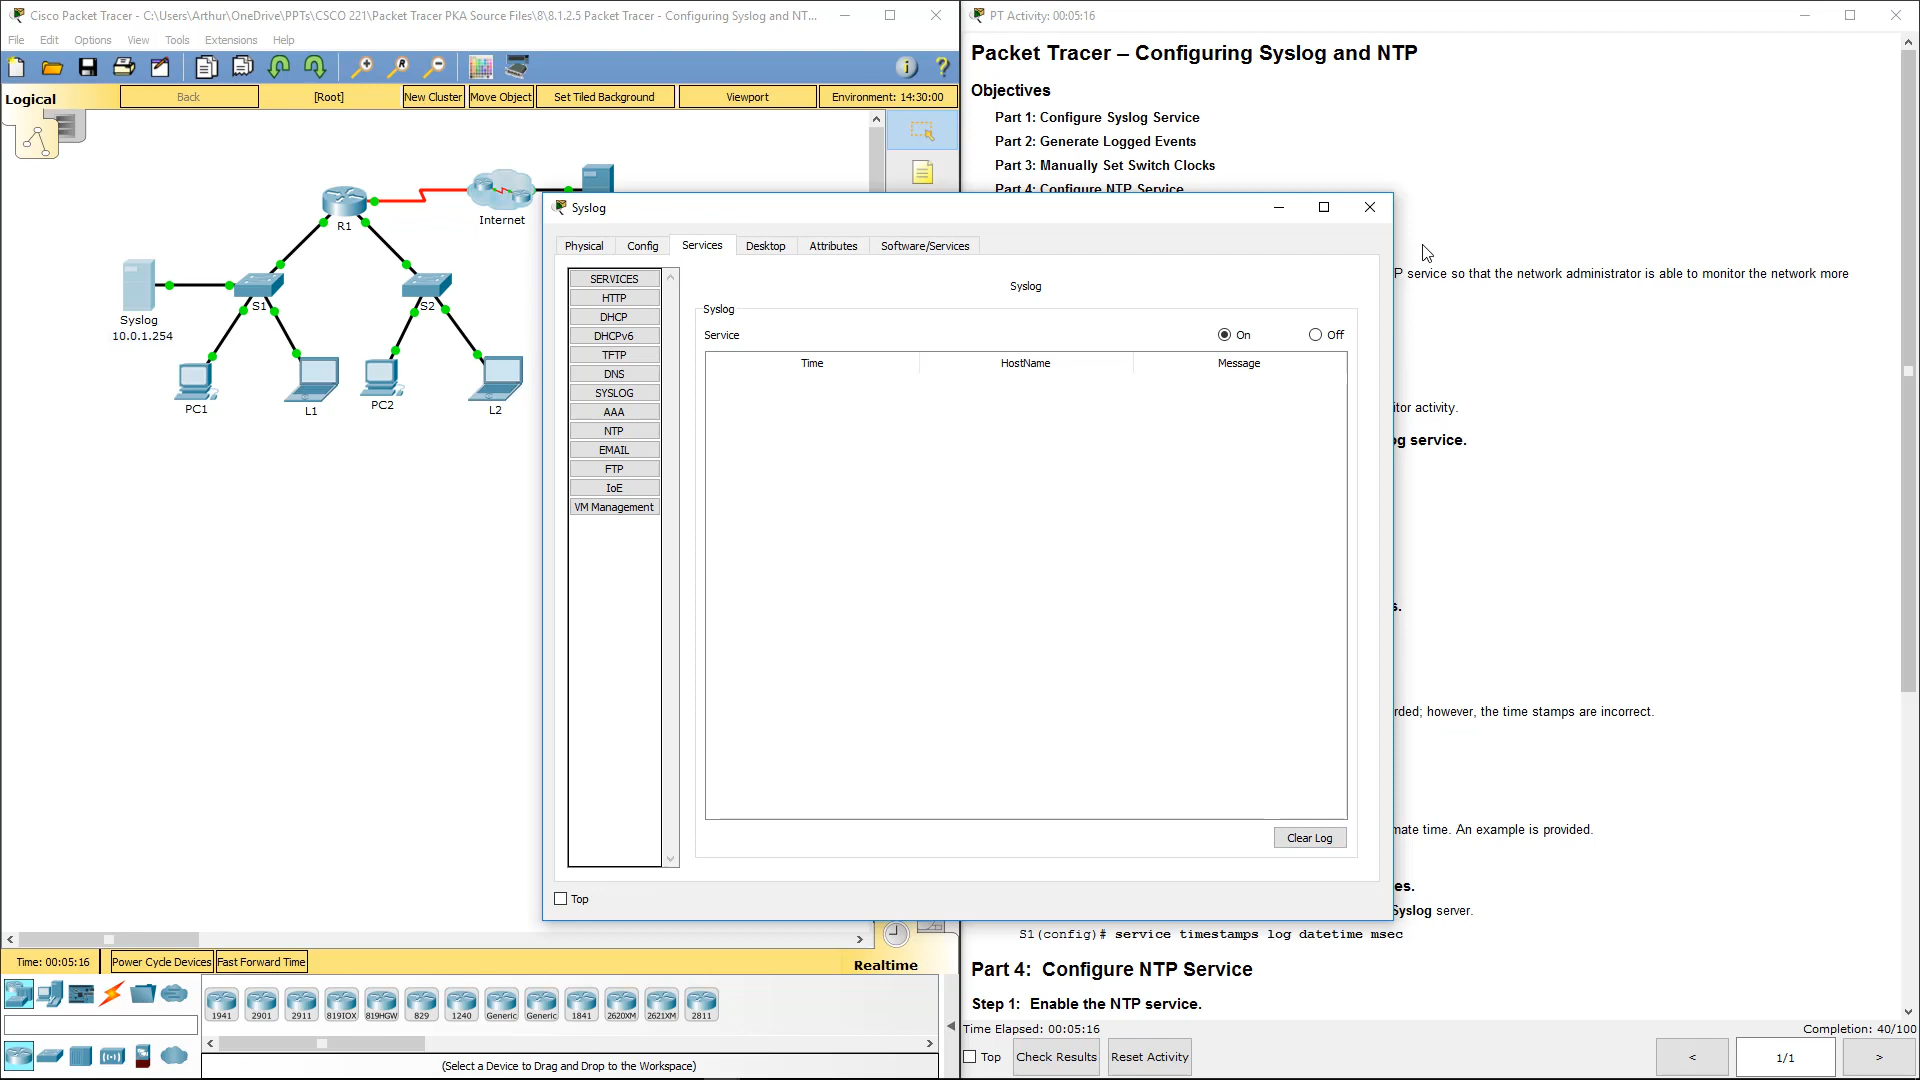 Cisco Packet Tracer - C:\Users\Arthur\OneDrive\PPTs\CSCO 221\Packet Tracer PKA Source Files\8\8.1.2.5 Packet Tracer - Configuring Syslog and NT...
File Edit Options View Tools Extensions Help
Logical
Back
[Root]
New Cluster
Move Object
Set Tiled Background
Viewport
Environment: 14:30:00
R1
Internet
S1
S2
Syslog
10.0.1.254
PC1
L1
PC2
L2
Syslog
Physical Config Services Desktop Attributes Software/Services
SERVICES
HTTP
DHCP
DHCPv6
TFTP
DNS
SYSLOG
AAA
NTP
EMAIL
FTP
IoE
VM Management
Syslog
Syslog
Service
On
Off
Time HostName Message
Clear Log
Top
Time: 00:05:16
Power Cycle Devices
Fast Forward Time
Realtime
1941 2901 2911 819IOX 819HGW 829 1240 Generic Generic 1841 2620XM 2621XM 2811
(Select a Device to Drag and Drop to the Workspace)
PT Activity: 00:05:16
Packet Tracer – Configuring Syslog and NTP
Objectives
Part 1: Configure Syslog Service
Part 2: Generate Logged Events
Part 3: Manually Set Switch Clocks
Part 4: Configure NTP Service
P service so that the network administrator is able to monitor the network more
itor activity.
og service.
s.
rded; however, the time stamps are incorrect.
mate time. An example is provided.
es.
Syslog server.
S1(config)# service timestamps log datetime msec
Part 4: Configure NTP Service
Step 1: Enable the NTP service.
Time Elapsed: 00:05:16
Completion: 40/100
Top
Check Results
Reset Activity
<
1/1
>